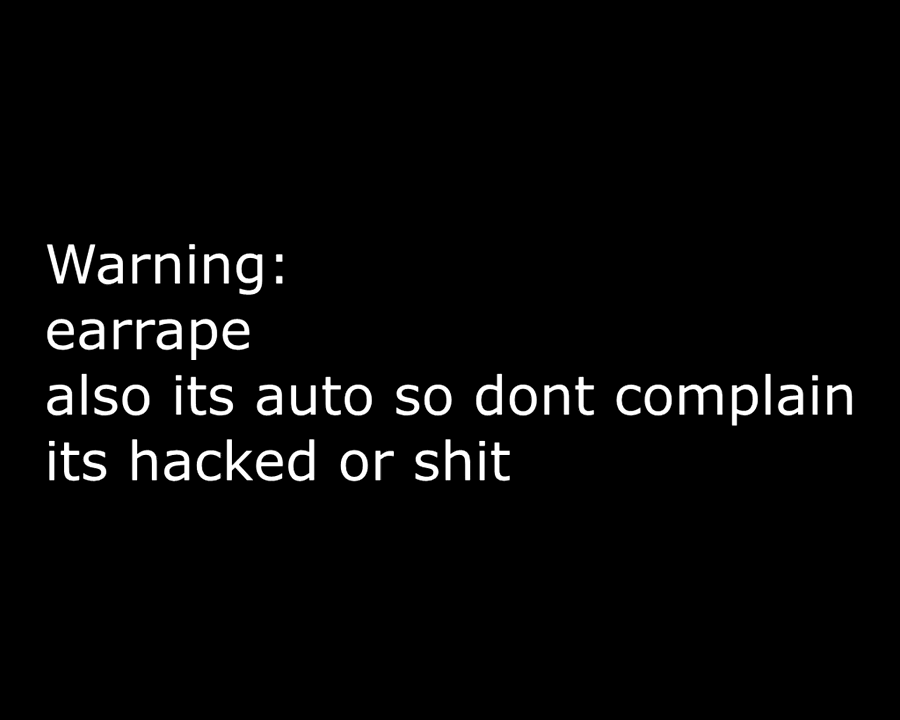 Warning:
earrape
also its auto so dont complain
its hacked or shit